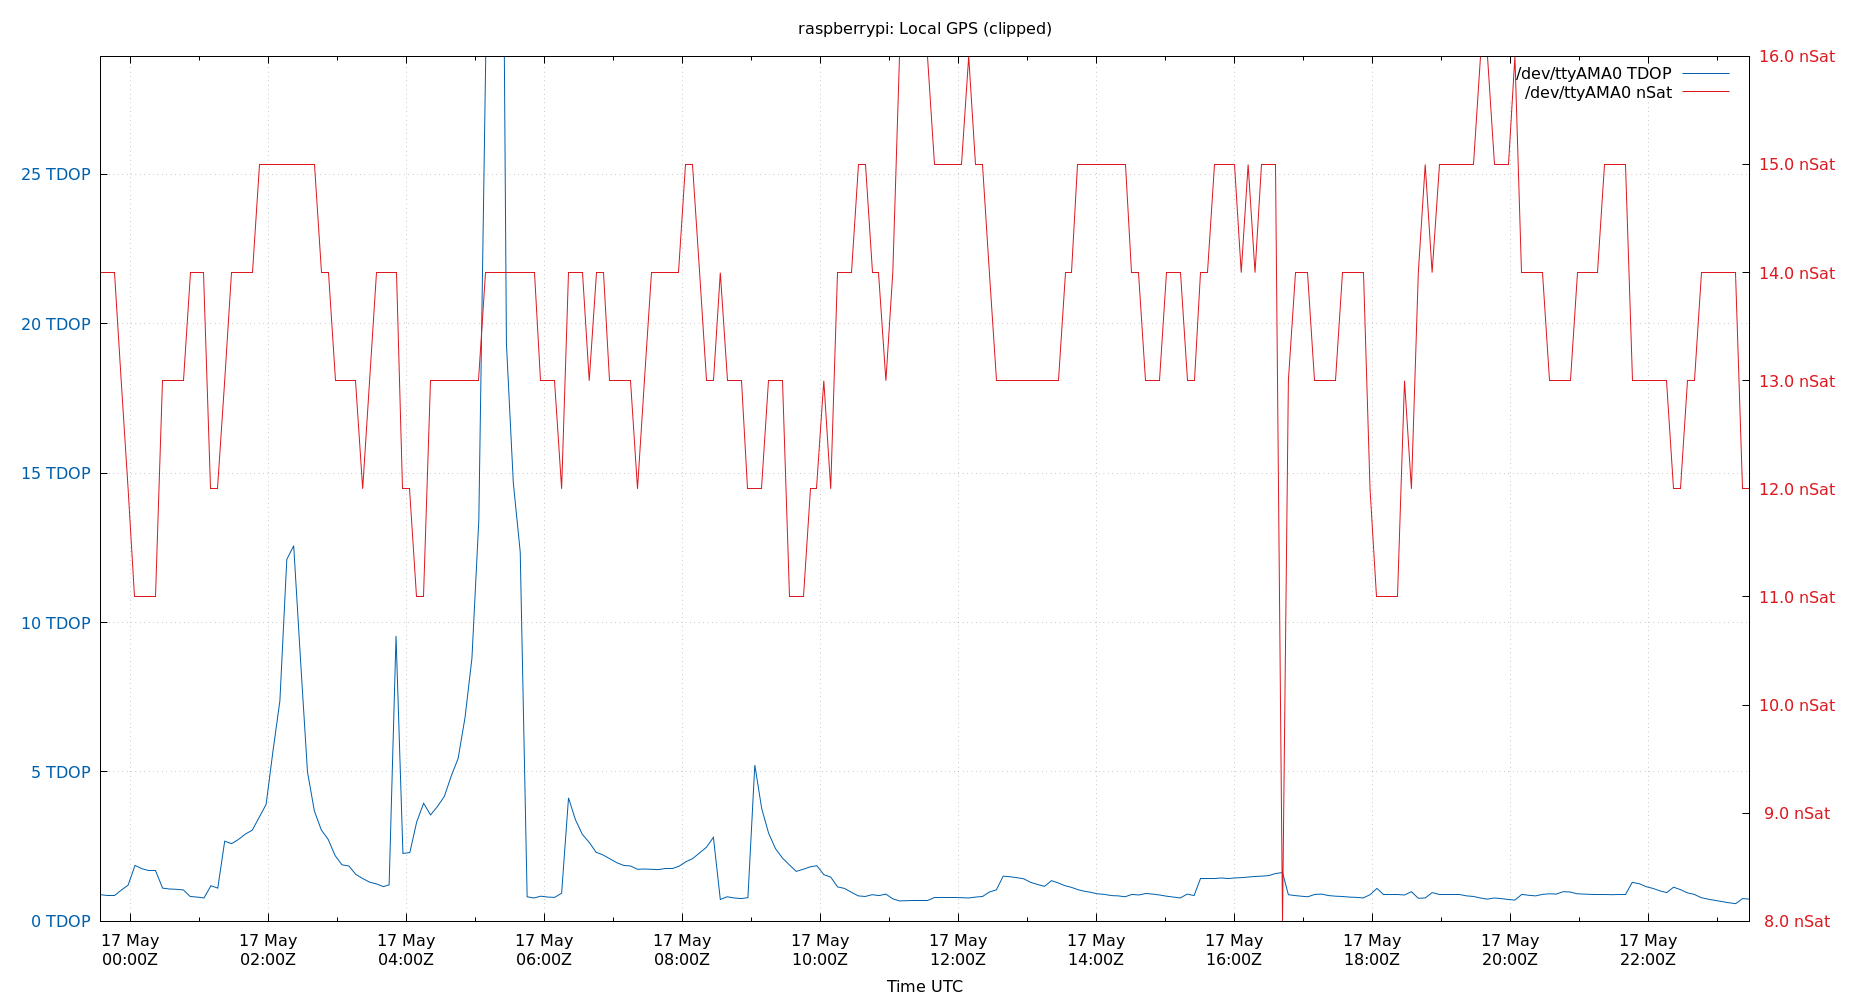 raspberrypi: Local GPS (clipped)
/dev/ttyAMA0 TDOP
/dev/ttyAMA0 nSat
25 TDOP
20 TDOP
15 TDOP
10 TDOP
5 TDOP
0 TDOP
16.0 nSat
15.0 nSat
14.0 nSat
13.0 nSat
12.0 nSat
11.0 nSat
10.0 nSat
9.0 nSat
8.0 nSat
17 May
00:00Z
17 May
02:00Z
17 May
04:00Z
17 May
06:00Z
17 May
08:00Z
17 May
10:00Z
17 May
12:00Z
17 May
14:00Z
17 May
16:00Z
17 May
18:00Z
17 May
20:00Z
17 May
22:00Z
Time UTC